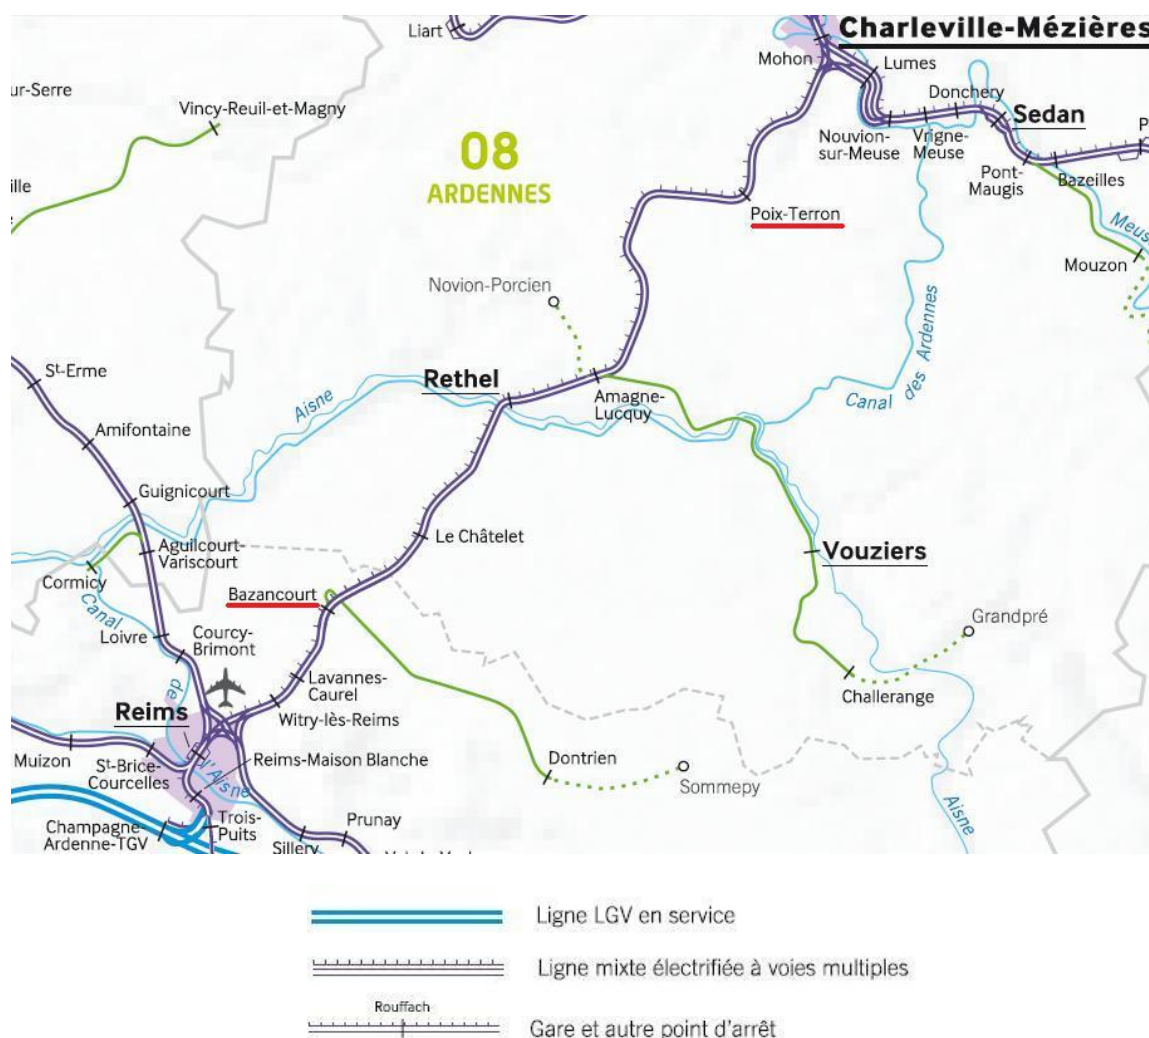 Liart
Charleville-Mézières
Mohon
Lumes
ur-Serre
Vincy-Reuil-et-Magny
Donchery
Sedan
08
ARDENNES
Nouvion-
sur-Meuse
Vrigne-
Meuse
P
ille
Pont-
Maugis
Bazeilles
Poix-Terron
Meuse
Mouzon
Novion-Porcien
Canal
des Ardennes
St-Erme
Rethel
Aisne
Amagne-
Lucquy
Amifontaine
Guignicourt
Le Châtelet
Aguilcourt-
Variscourt
Vouziers
Cormicy
Bazancourt
Canal
de
l'Aisne
Grandpré
Loivre
Courcy-
Brimont
Lavannes-
Caurel
Challerange
Reims
Witry-lès-Reims
Muizon
St-Brice-
Courcelles
Reims-Maison Blanche
Dontrien
Sommepy
Aisne
Champagne-
Ardenne-TGV
Trois-
Puits
Prunay
Sillery
Ligne LGV en service
Ligne mixte électrifiée à voies multiples
Rouffach
Gare et autre point d'arrêt